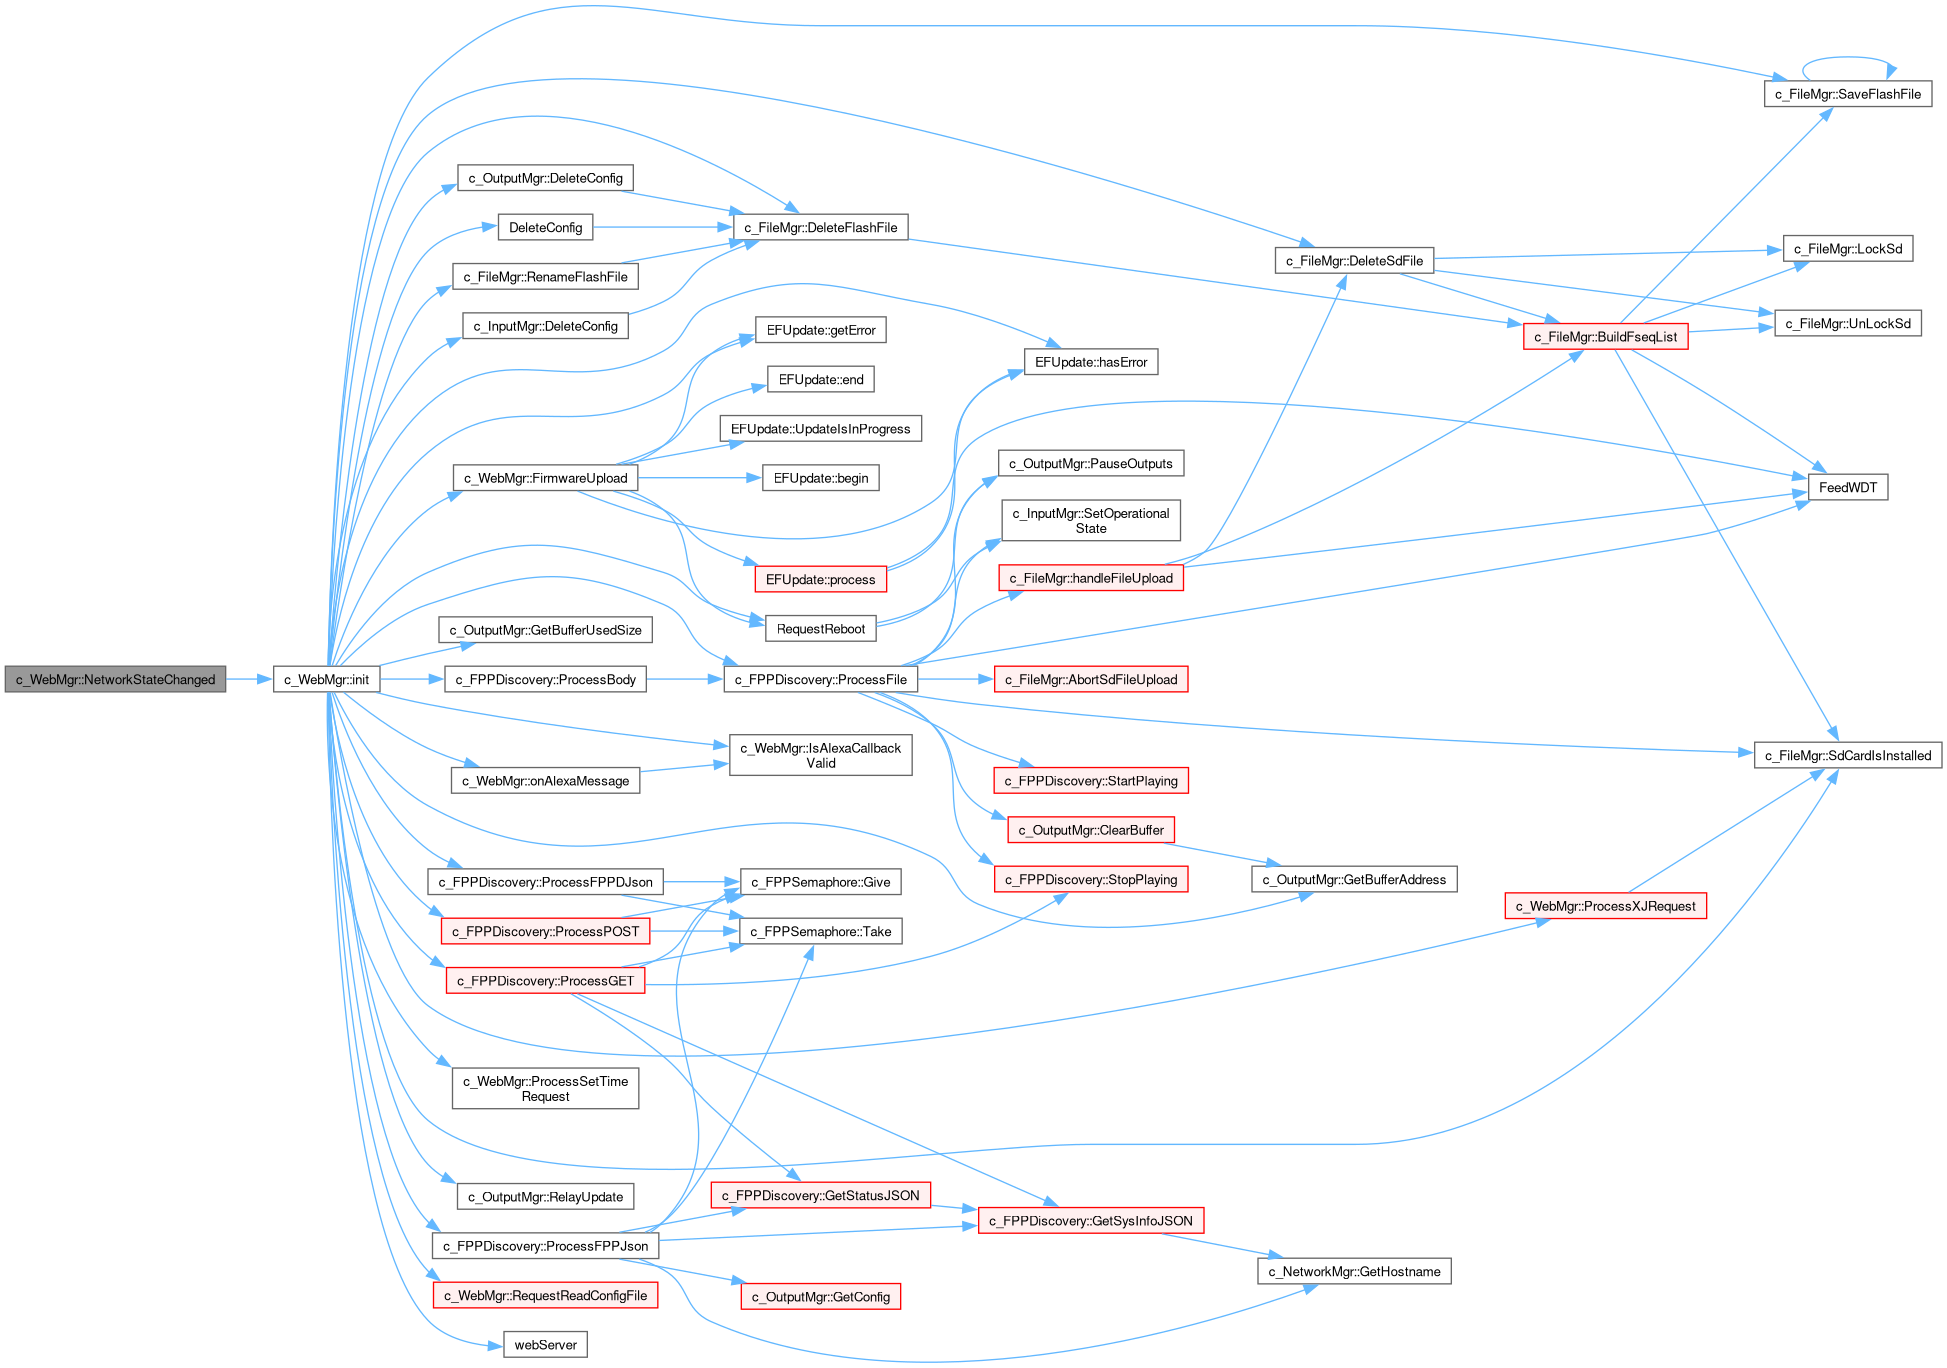 c_FileMgr::SaveFlashFile
c_OutputMgr::DeleteConfig
DeleteConfig
c_FileMgr::DeleteFlashFile
c_FileMgr::RenameFlashFile
c_InputMgr::DeleteConfig
c_FileMgr::DeleteSdFile
c_FileMgr::LockSd
c_FileMgr::UnLockSd
c_FileMgr::BuildFseqList
EFUpdate::getError
EFUpdate::hasError
EFUpdate::end
EFUpdate::UpdateIsInProgress
c_WebMgr::FirmwareUpload
EFUpdate::begin
c_OutputMgr::PauseOutputs
FeedWDT
c_InputMgr::SetOperational
State
EFUpdate::process
c_FileMgr::handleFileUpload
RequestReboot
c_OutputMgr::GetBufferUsedSize
c_WebMgr::NetworkStateChanged
c_WebMgr::init
c_FPPDiscovery::ProcessBody
c_FPPDiscovery::ProcessFile
c_FileMgr::AbortSdFileUpload
c_WebMgr::IsAlexaCallback
Valid
c_FileMgr::SdCardIsInstalled
c_WebMgr::onAlexaMessage
c_FPPDiscovery::StartPlaying
c_OutputMgr::ClearBuffer
c_FPPDiscovery::ProcessFPPDJson
c_FPPSemaphore::Give
c_FPPDiscovery::StopPlaying
c_OutputMgr::GetBufferAddress
c_WebMgr::ProcessXJRequest
c_FPPDiscovery::ProcessPOST
c_FPPSemaphore::Take
c_FPPDiscovery::ProcessGET
c_WebMgr::ProcessSetTime
Request
c_OutputMgr::RelayUpdate
c_FPPDiscovery::GetStatusJSON
c_FPPDiscovery::GetSysInfoJSON
c_FPPDiscovery::ProcessFPPJson
c_NetworkMgr::GetHostname
c_WebMgr::RequestReadConfigFile
c_OutputMgr::GetConfig
webServer